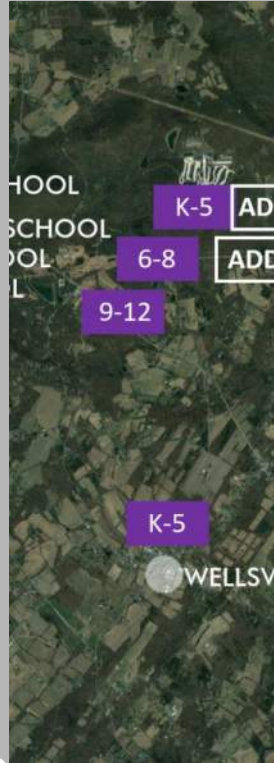 HOOL
K-5 AD
SCHOOL
OOL 6-8 ADD
L
9-12
K-5
WELLSV